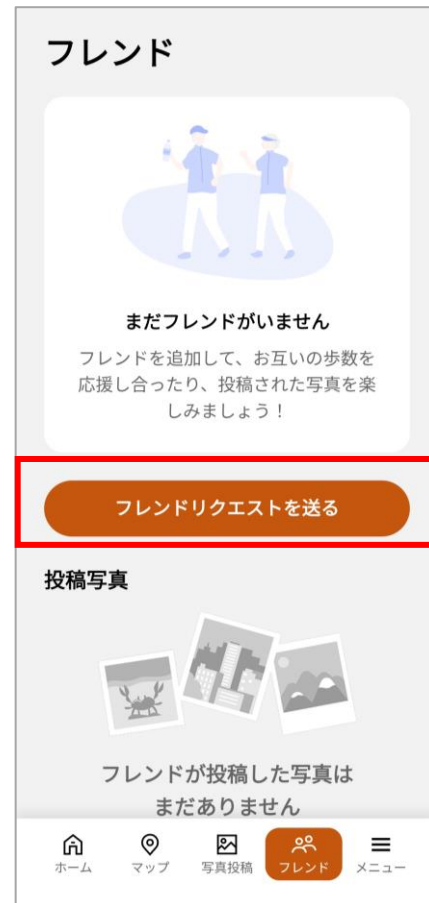 フレンド
まだフレンドがいません
フレンドを追加して、お互いの歩数を
応援し合ったり、投稿された写真を楽
しみましょう！
フレンドリクエストを送る
投稿写真
フレンドが投稿した写真は
まだありません
ホーム
マップ
写真投稿
フレンド
メニュー